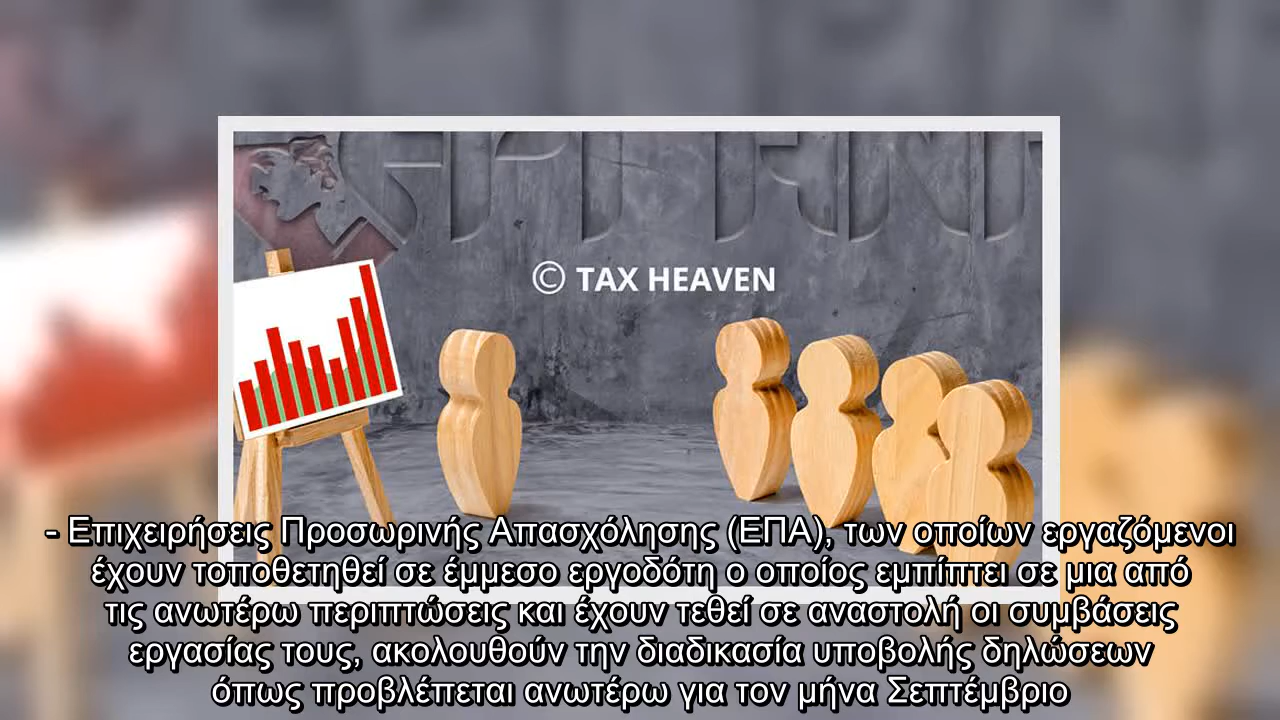 © TAX HEAVEN
- Επιχειρήσεις Προσωρινής Απασχόλησης (ΕΠΑ), των οποίων εργαζόμενοι
έχουν τοποθετηθεί σε έμμεσο εργοδότη ο οποίος εμπίπτει σε μια από
τις ανωτέρω περιπτώσεις και έχουν τεθεί σε αναστολή οι συμβάσεις
εργασίας τους, ακολουθούν την διαδικασία υποβολής δηλώσεων
όπως προβλέπεται ανωτέρω για τον μήνα Σεπτέμβριο